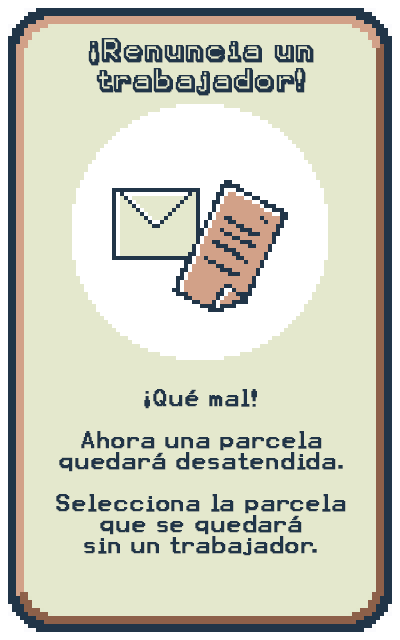 ¡Renuncia un
trabajador!
¡Qué mal!
Ahora una parcela
quedará desatendida.
Selecciona la parcela
que se quedará
sin un trabajador.